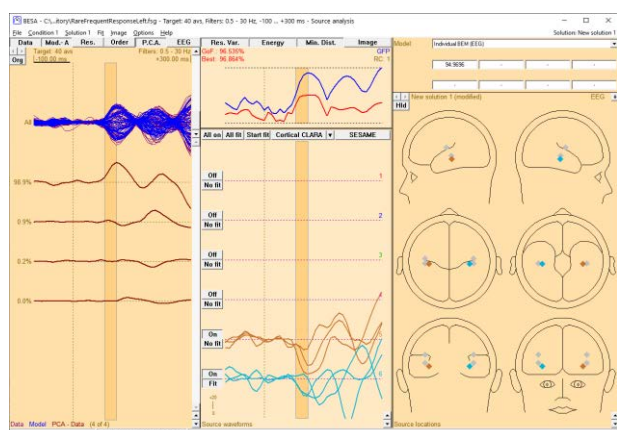 BESA - C:\...itory\RareFrequentResponseLeft.fsg - Target: 40 avs, Filters: 0.5 - 30 Hz, -100 ... +300 ms - Source analysis
File Condition 1 Solution 1 Fit Image Options Help
Solution: New solution 1
Data Mod.- A Res. Order P.C.A. EEG
Org
Target: 40 avs
-100.00 ms
Filters: 0.5 - 30 Hz
+300.00 ms
All
98.9%
0.9%
0.2%
0.0%
Data Model PCA - Data (4 of 4)
Res. Var. Energy Min. Dist. Image
GoF: 96.535%
Best: 96.864%
GFP
RC: 1
All on All fit Start fit Cortical CLARA SESAME
Off
No fit
1
Off
No fit
2
Off
No fit
3
Off
No fit
4
On
No fit
5
On
Fit
6
Source waveforms
Model: Individual BEM (EEG)
94.9696 - - -
- - - -
Hld
New solution 1 (modified)
EEG
Source locations